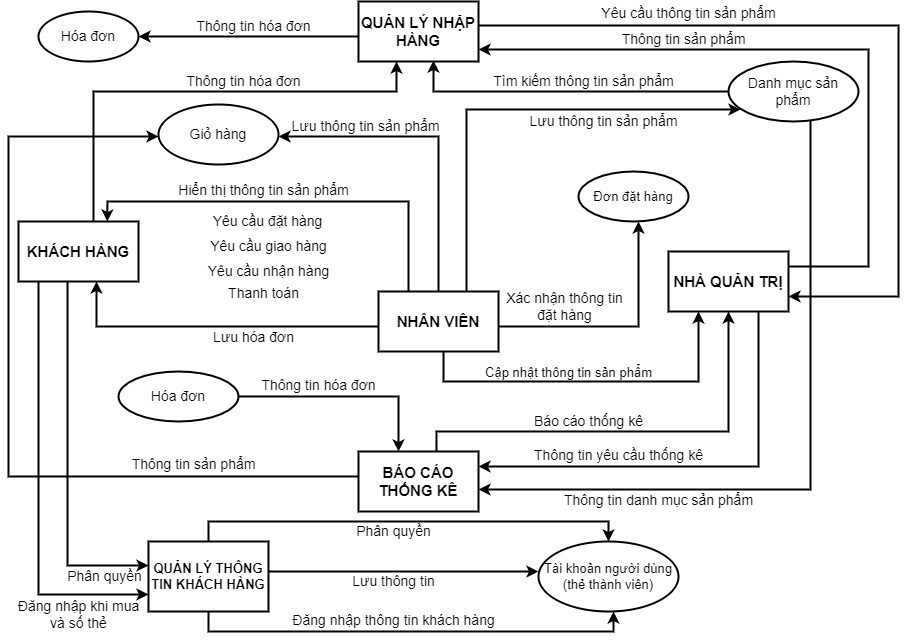 Yêu cầu thông tin sản phẩm
QUẢN LÝ NHẬP
HÀNG
Thông tin hóa đơn
Hóa đơn
Thông tin sản phẩm
Thông tin hóa đơn
Tìm kiếm thông tin sản phẩm
Danh mục sản
phẩm
Lưu thông tin sản phẩm
Lưu thông tin sản phẩm
Giỏ hàng
Hiển thị thông tin sản phẩm
Đơn đặt hàng
Yêu cầu đặt hàng
Yêu cầu giao hàng
KHÁCH HÀNG
Yêu cầu nhận hàng
NHÀ QUẢN TRỊ
Thanh toán
Xác nhận thông tin
đặt hàng
NHÂN VIÊN
Lưu hóa đơn
Cập nhật thông tin sản phẩm
Thông tin hóa đơn
Hóa đơn
Báo cáo thống kê
Thông tin yêu cầu thống kê
Thông tin sản phẩm
BÁO CÁO
THỐNG KÊ
Thông tin danh mục sản phẩm
Phân quyền
QUẢN LÝ THÔNG
TIN KHÁCH HÀNG
Phân quyền
Tài khoản người dùng
(thẻ thành viên)
Lưu thông tin
Đăng nhập khi mua
và số thẻ
Đăng nhập thông tin khách hàng